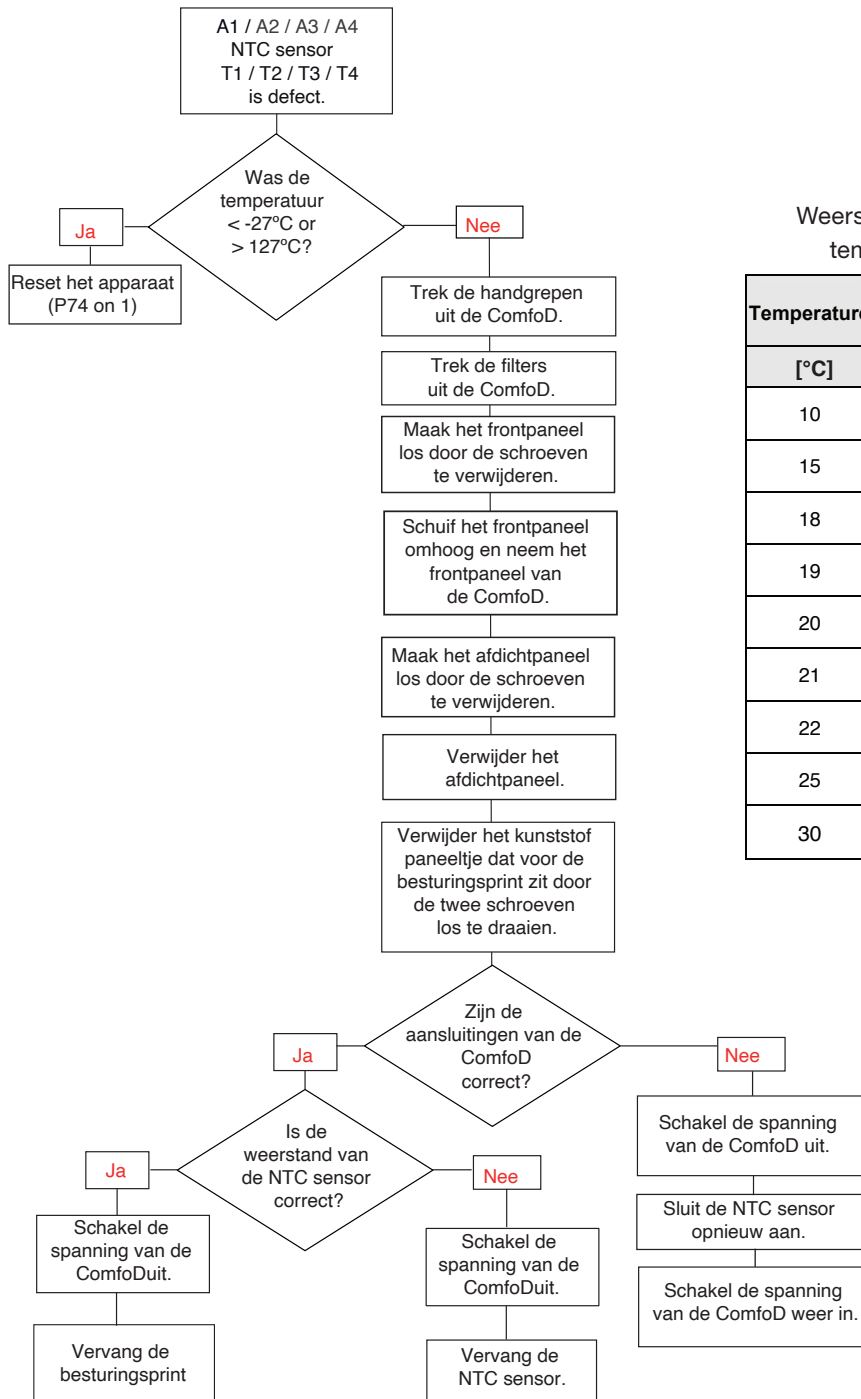 A1 / A2 / A3 / A4
NTC sensor
T1 / T2 / T3 / T4
is defect.
Was de
temperatuur
< -27ºC or
> 127ºC?
Ja
Nee
Reset het apparaat
(P74 on 1)
Trek de handgrepen
uit de ComfoD.
Trek de filters
uit de ComfoD.
Maak het frontpaneel
los door de schroeven
te verwijderen.
Schuif het frontpaneel
omhoog en neem het
frontpaneel van
de ComfoD.
Maak het afdichtpaneel
los door de schroeven
te verwijderen.
Verwijder het
afdichtpaneel.
Verwijder het kunststof
paneeltje dat voor de
besturingsprint zit door
de twee schroeven
los te draaien.
Zijn de
aansluitingen van de
ComfoD
correct?
Ja
Nee
Is de
weerstand van
de NTC sensor
correct?
Ja
Nee
Schakel de
spanning van de
ComfoDuit.
Vervang de
besturingsprint
Schakel de
spanning van de
ComfoDuit.
Vervang de
NTC sensor.
Schakel de spanning
van de ComfoD uit.
Sluit de NTC sensor
opnieuw aan.
Schakel de spanning
van de ComfoD weer in.
Weers
tem
Temperature
[°C]
10
15
18
19
20
21
22
25
30